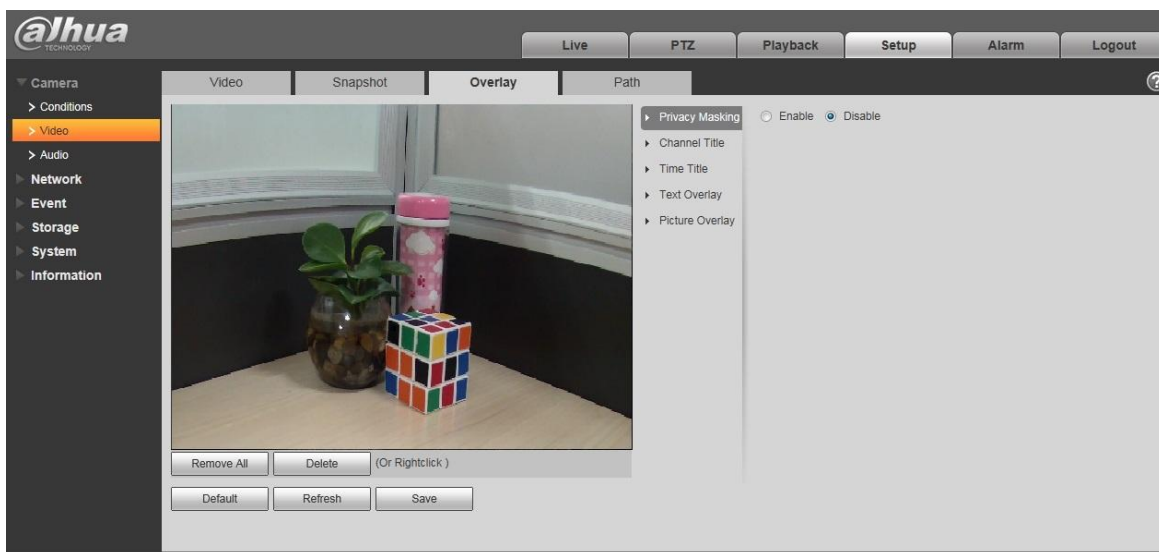 alhua
TECHNOLOGY
Live PTZ Playback Setup Alarm Logout
Camera
> Conditions
> Video
> Audio
Network
Event
Storage
System
Information
Video Snapshot Overlay Path
Privacy Masking
Channel Title
Time Title
Text Overlay
Picture Overlay
Enable Disable
Remove All Delete (Or Rightclick )
Default Refresh Save